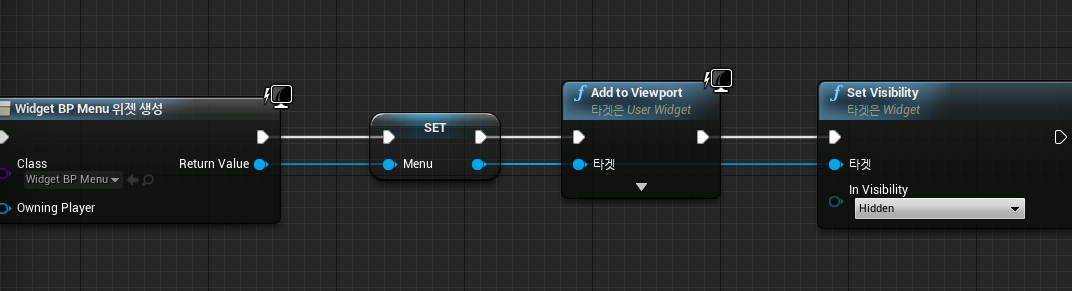 Widget BP Menu 위젯 생성
Class
Widget BP Menu
Return Value
Owning Player
SET
Menu
f Add to Viewport
타겟은 User Widget
타겟
f Set Visibility
타겟은 Widget
타겟
In Visibility
Hidden